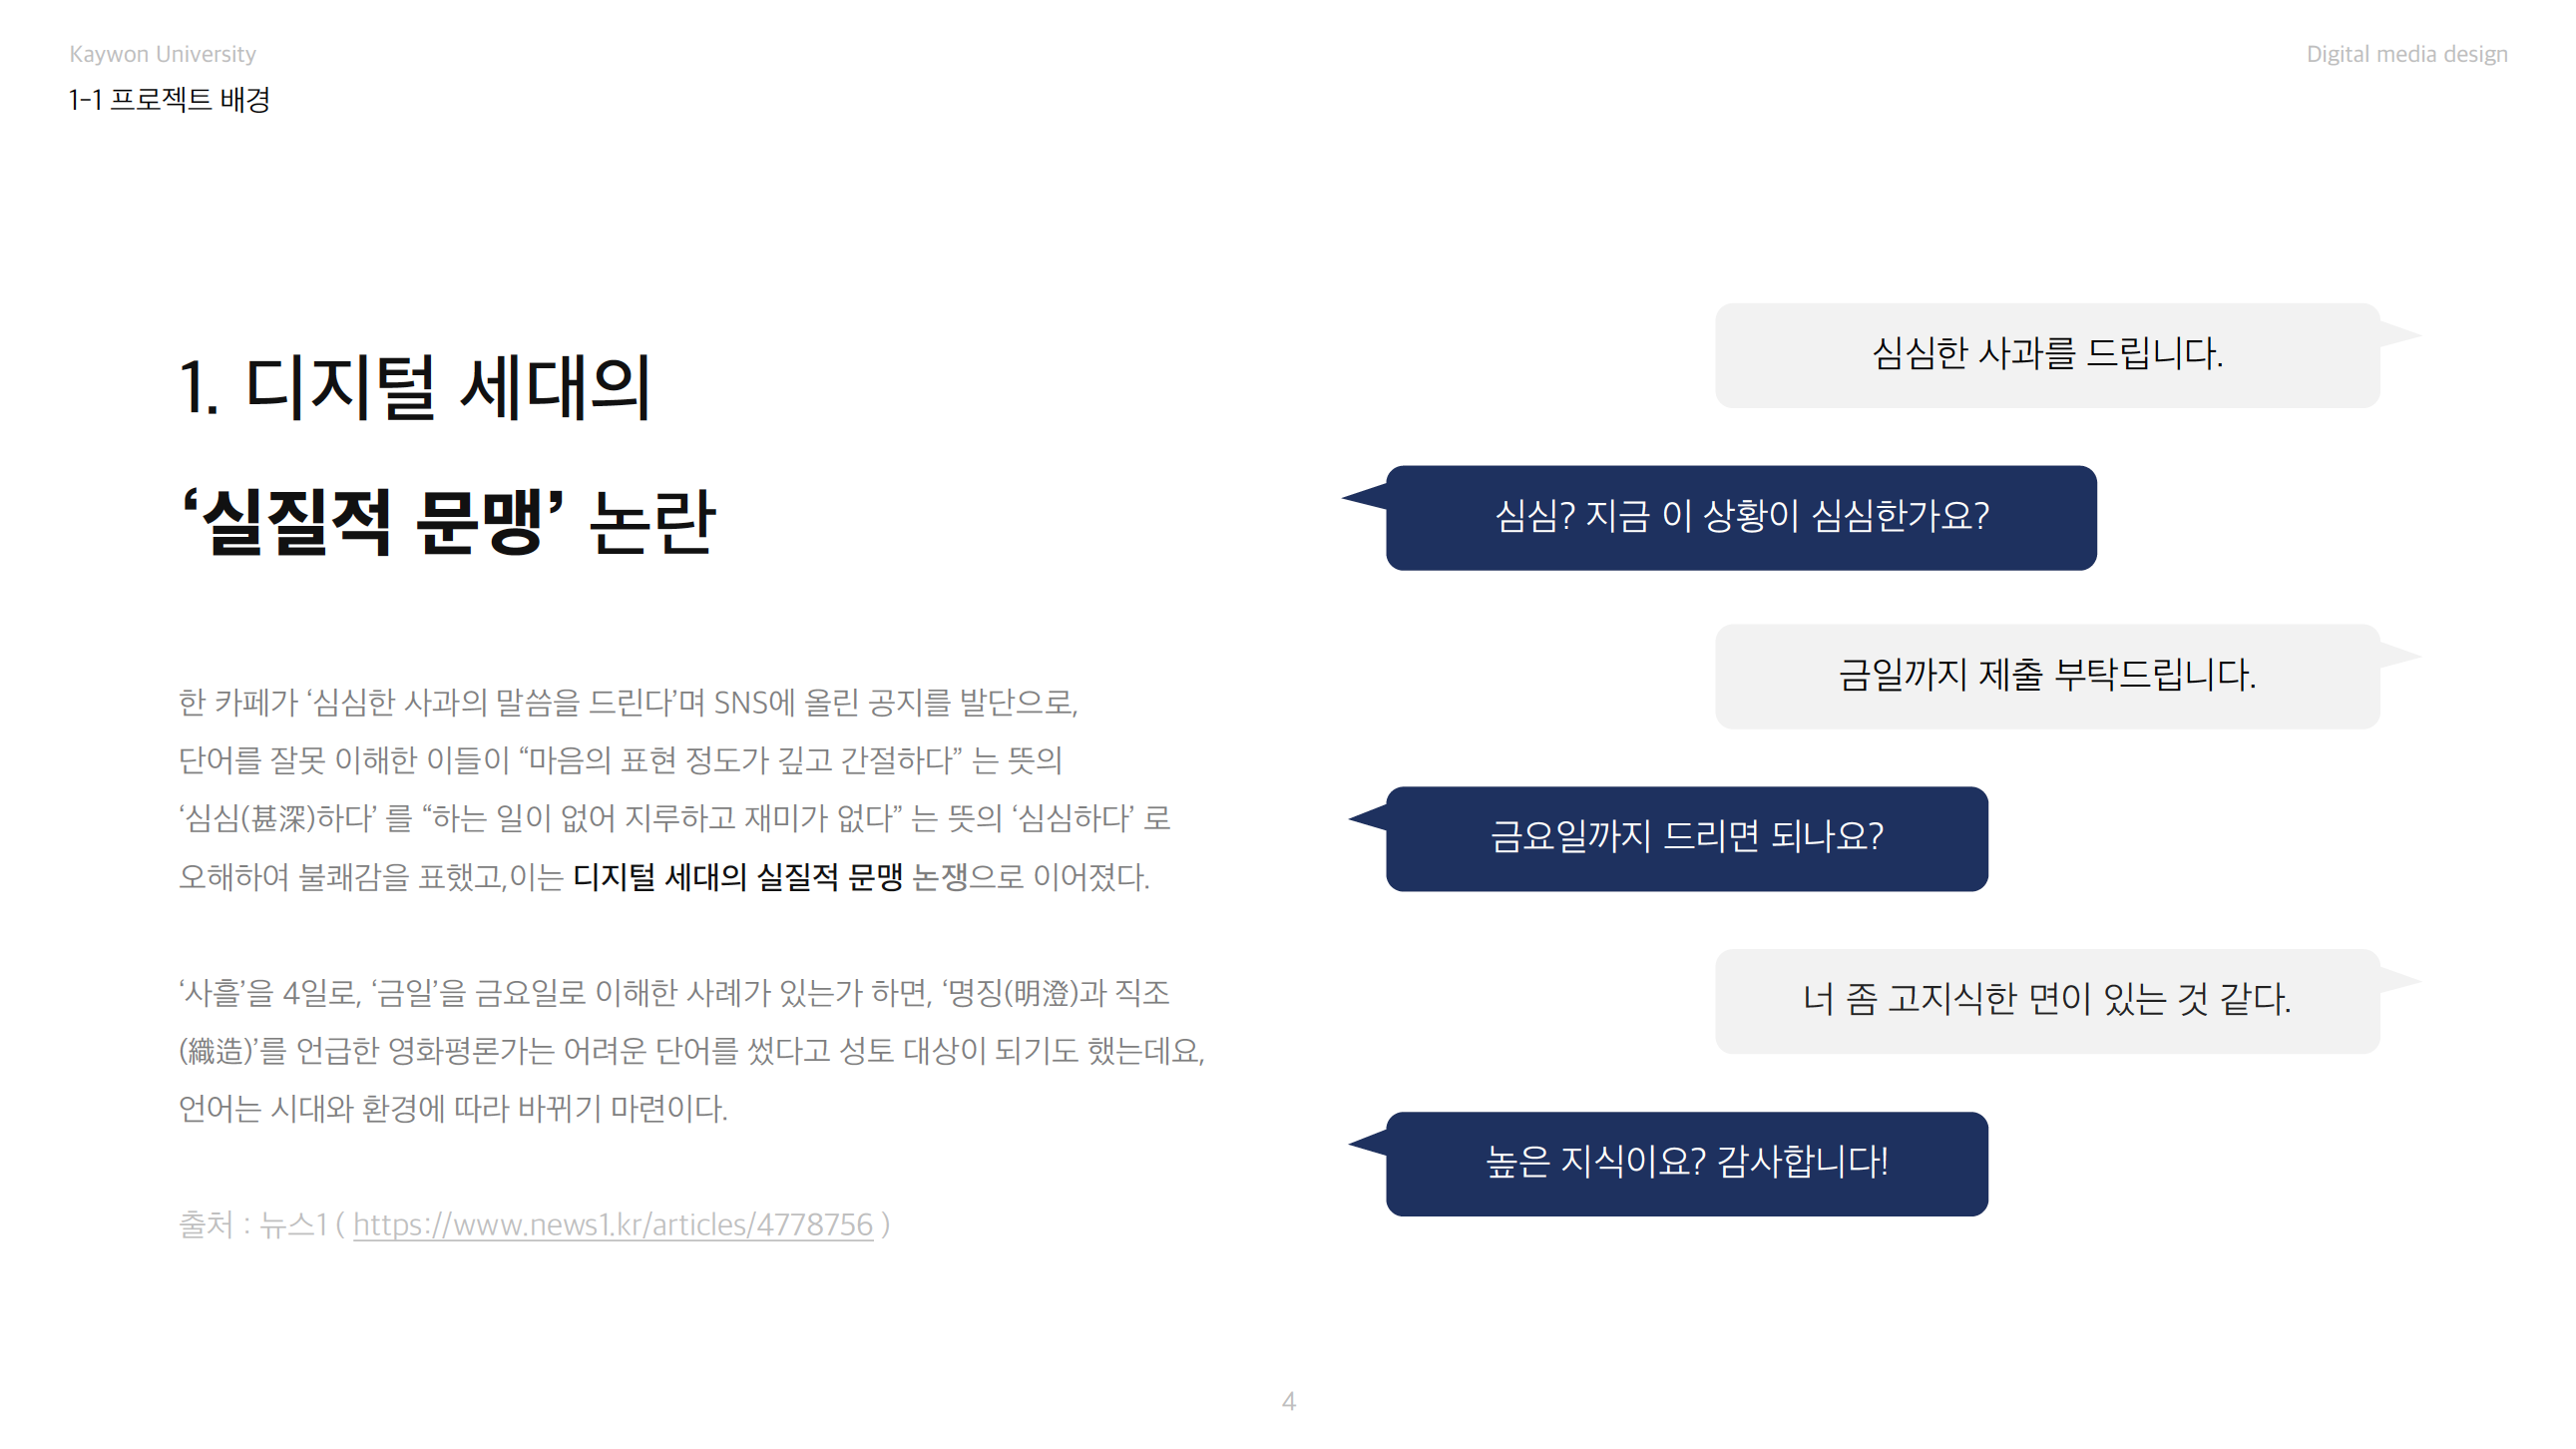 Kaywon University
Digital media design
1-1 프로젝트 배경
1. 디지털 세대의
‘실질적 문맹’ 논란
한 카페가 ‘심심한 사과의 말씀을 드린다’며 SNS에 올린 공지를 발단으로,
단어를 잘못 이해한 이들이 “마음의 표현 정도가 깊고 간절하다” 는 뜻의
‘심심(甚深)하다’ 를 “하는 일이 없어 지루하고 재미가 없다” 는 뜻의 ‘심심하다’ 로
오해하여 불쾌감을 표했고,이는 디지털 세대의 실질적 문맹 논쟁으로 이어졌다.
‘사흘’을 4일로, ‘금일’을 금요일로 이해한 사례가 있는가 하면, ‘명징(明澄)과 직조
(織造)’를 언급한 영화평론가는 어려운 단어를 썼다고 성토 대상이 되기도 했는데요,
언어는 시대와 환경에 따라 바뀌기 마련이다.
출처 : 뉴스1 ( https://www.news1.kr/articles/4778756 )
심심한 사과를 드립니다.
심심? 지금 이 상황이 심심한가요?
금일까지 제출 부탁드립니다.
금요일까지 드리면 되나요?
너 좀 고지식한 면이 있는 것 같다.
높은 지식이요? 감사합니다!
4